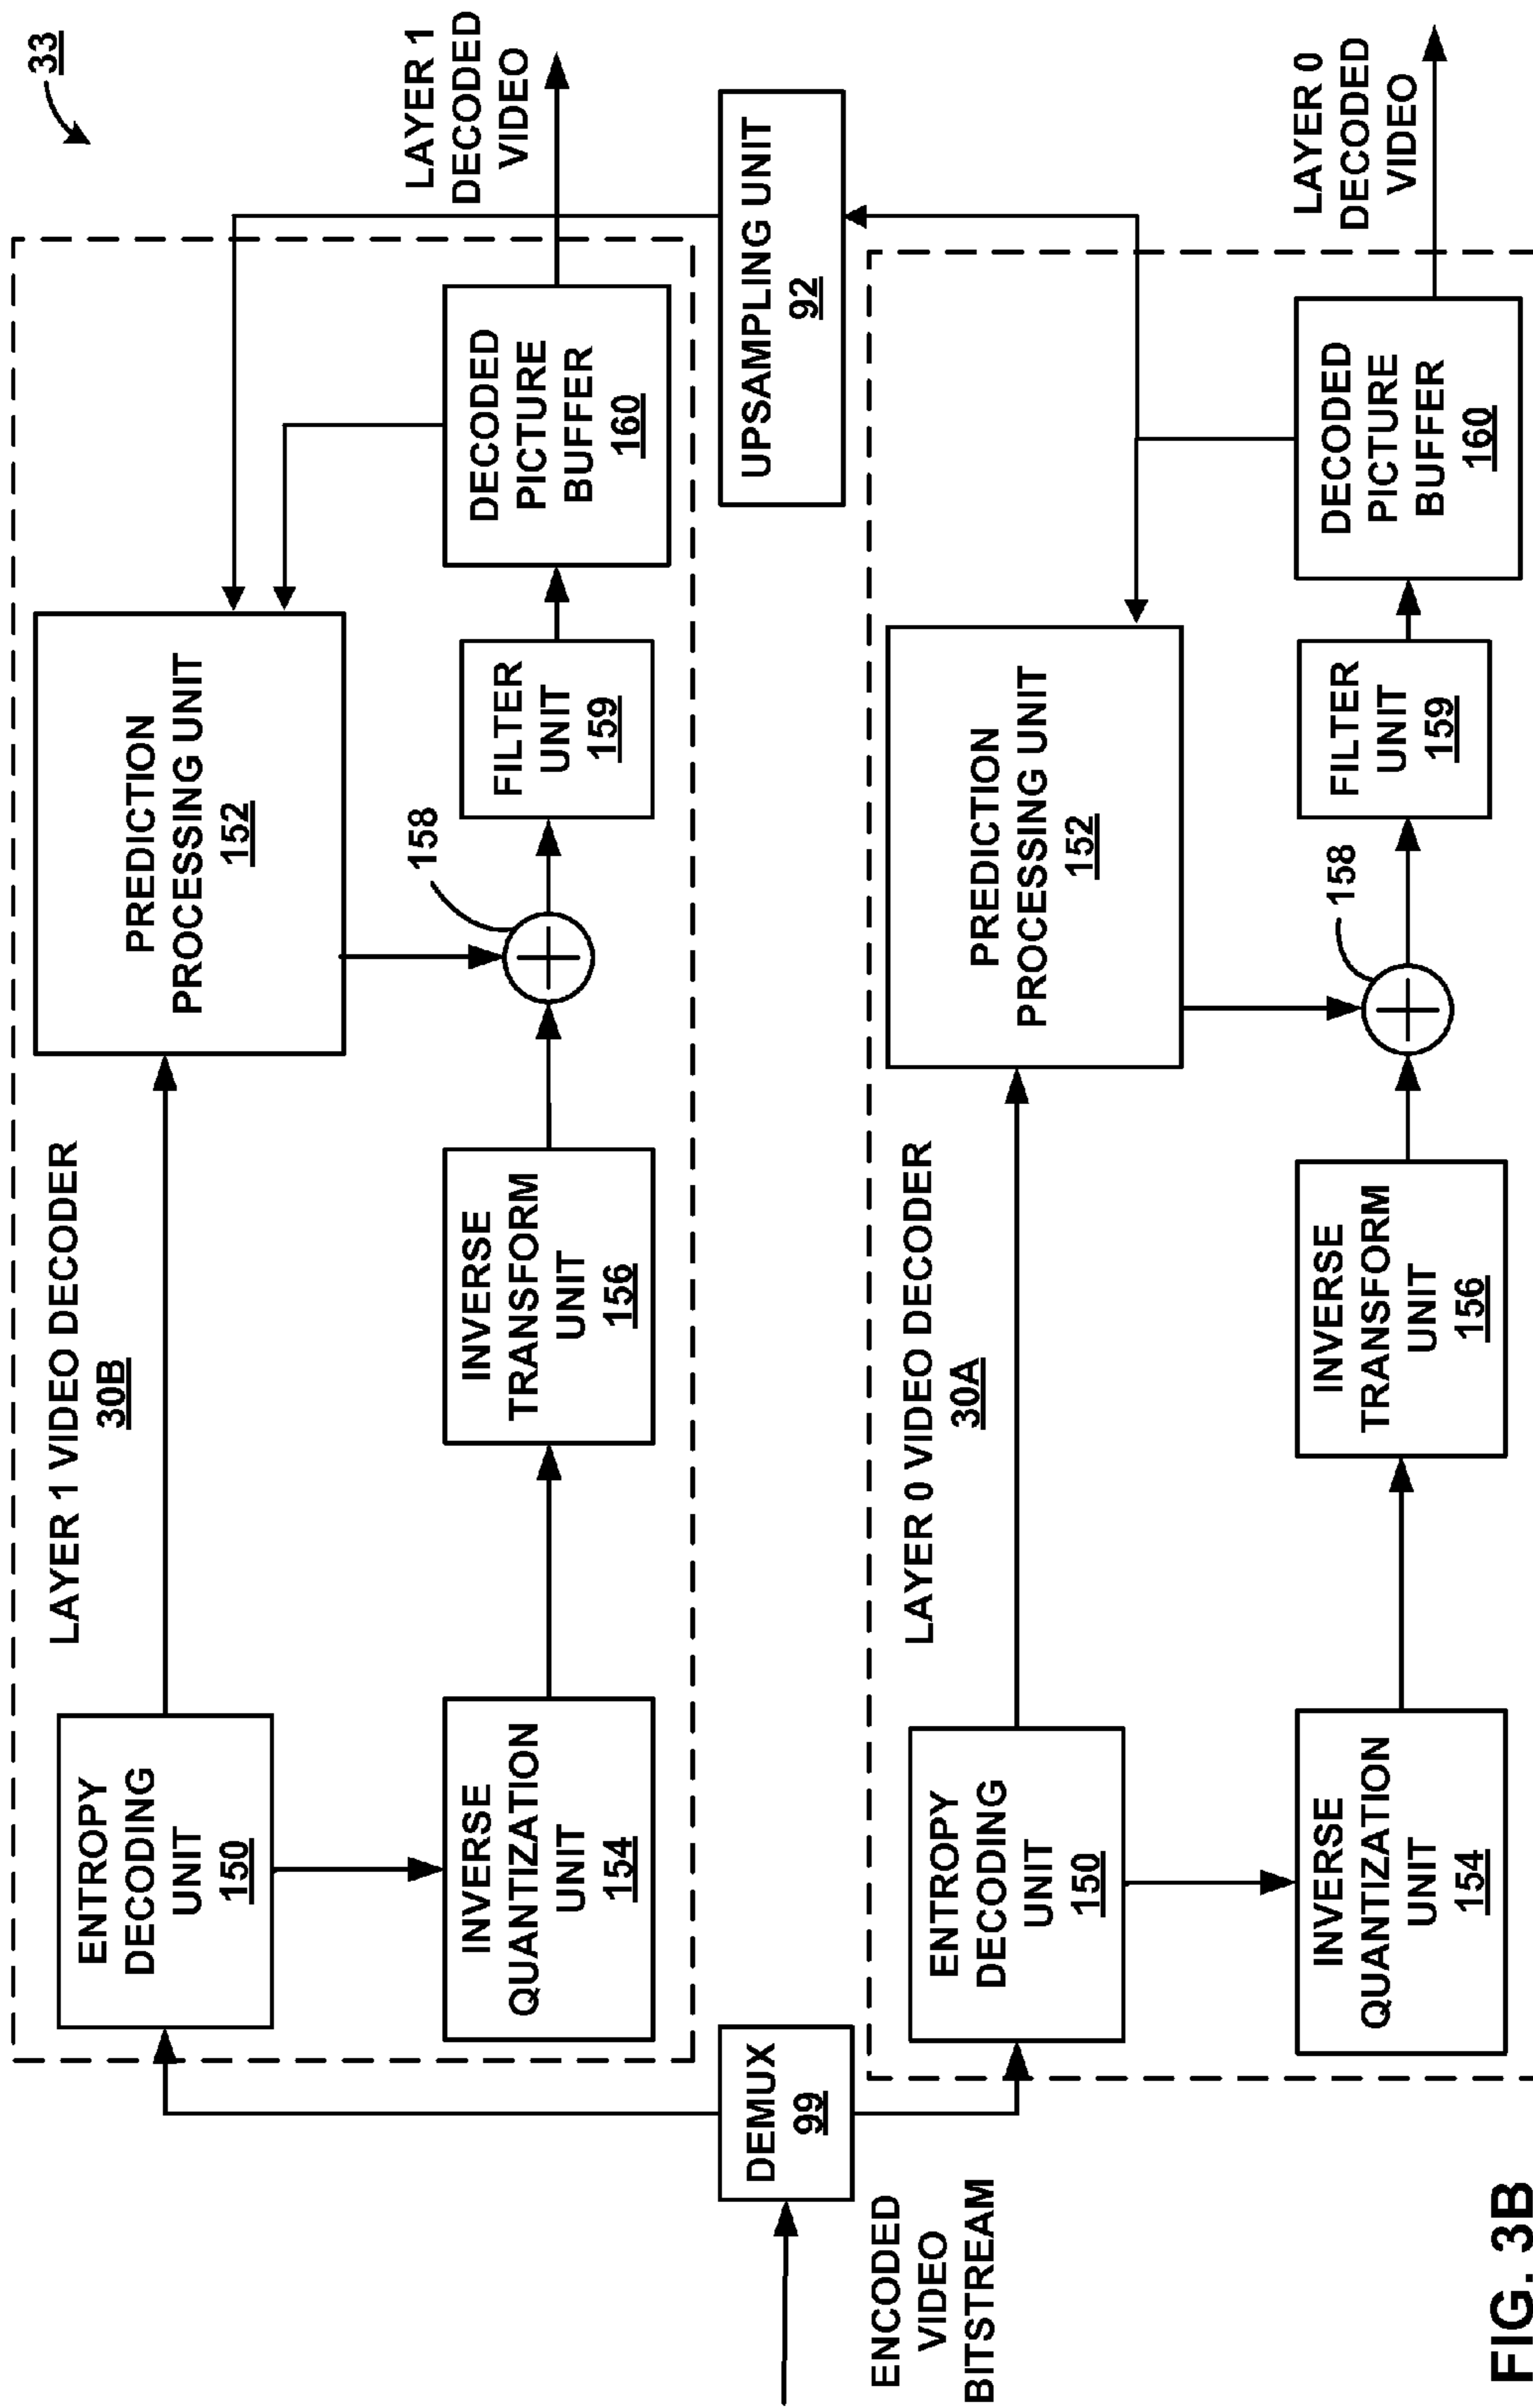 33
LAYER 1 VIDEO DECODER
30B
ENTROPY
DECODING
UNIT
150
PREDICTION
PROCESSING UNIT
152
INVERSE
QUANTIZATION
UNIT
154
INVERSE
TRANSFORM
UNIT
156
158
FILTER
UNIT
159
DECODED
PICTURE
BUFFER
160
LAYER 1
DECODED
VIDEO
DEMUX
99
UPSAMPLING UNIT
92
ENCODED
VIDEO
BITSTREAM
LAYER 0 VIDEO DECODER
30A
ENTROPY
DECODING
UNIT
150
PREDICTION
PROCESSING UNIT
152
INVERSE
QUANTIZATION
UNIT
154
INVERSE
TRANSFORM
UNIT
156
158
FILTER
UNIT
159
DECODED
PICTURE
BUFFER
160
LAYER 0
DECODED
VIDEO
FIG. 3B